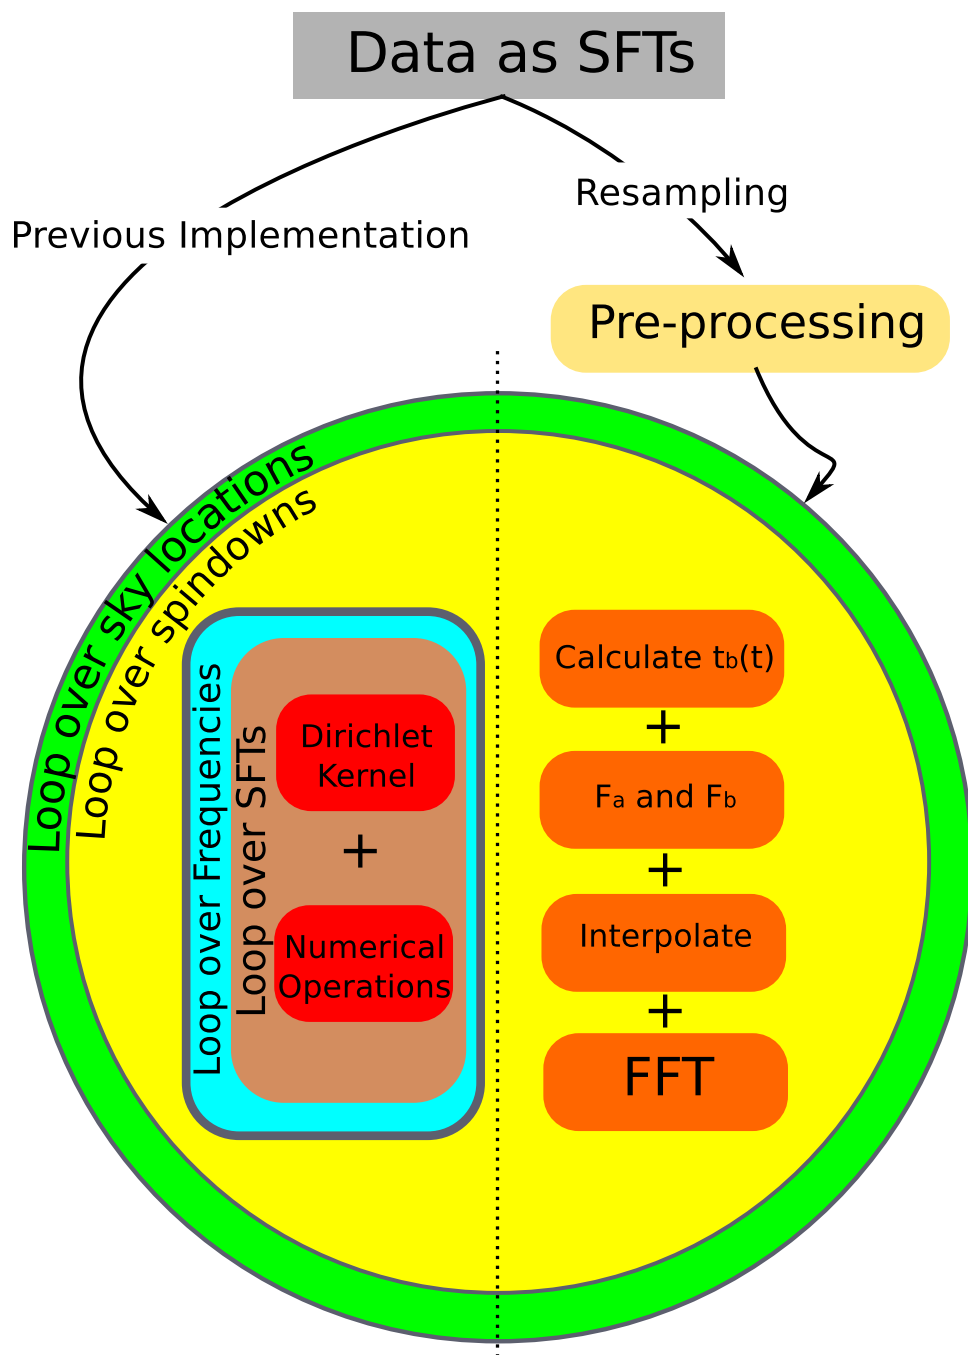 Data as SFTs
Previous Implementation
Resampling
Pre-processing
Loop over sky locations
Loop over spindowns
Loop over Frequencies
Loop over SFTs
Dirichlet
Kernel
+
Numerical
Operations
Calculate tb(t)
+
Fa and Fb
+
Interpolate
+
FFT